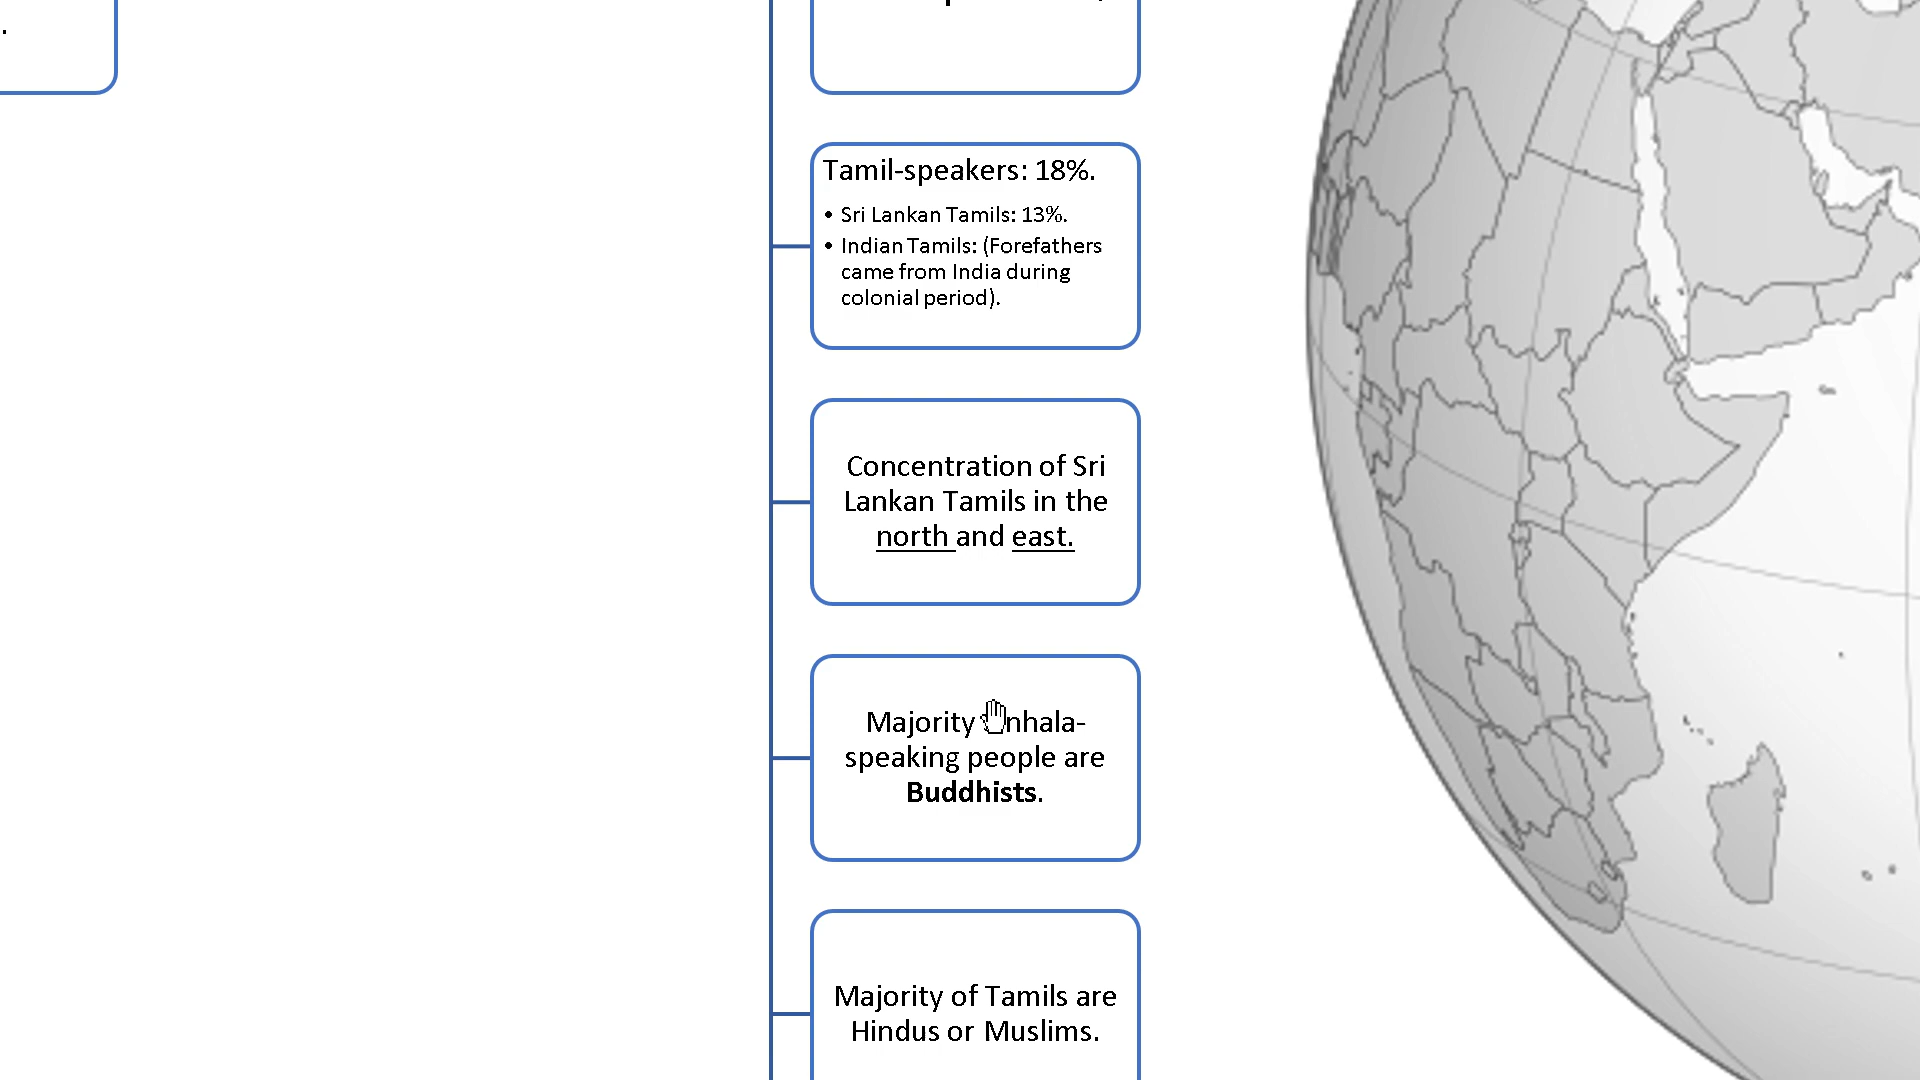 .
Tamil-speakers: 18%.
• Sri Lankan Tamils: 13%.
• Indian Tamils: (Forefathers
came from India during
colonial period).
Concentration of Sri
Lankan Tamils in the
north and east.
Majority nhala-
speaking people are
Buddhists.
Majority of Tamils are
Hindus or Muslims.